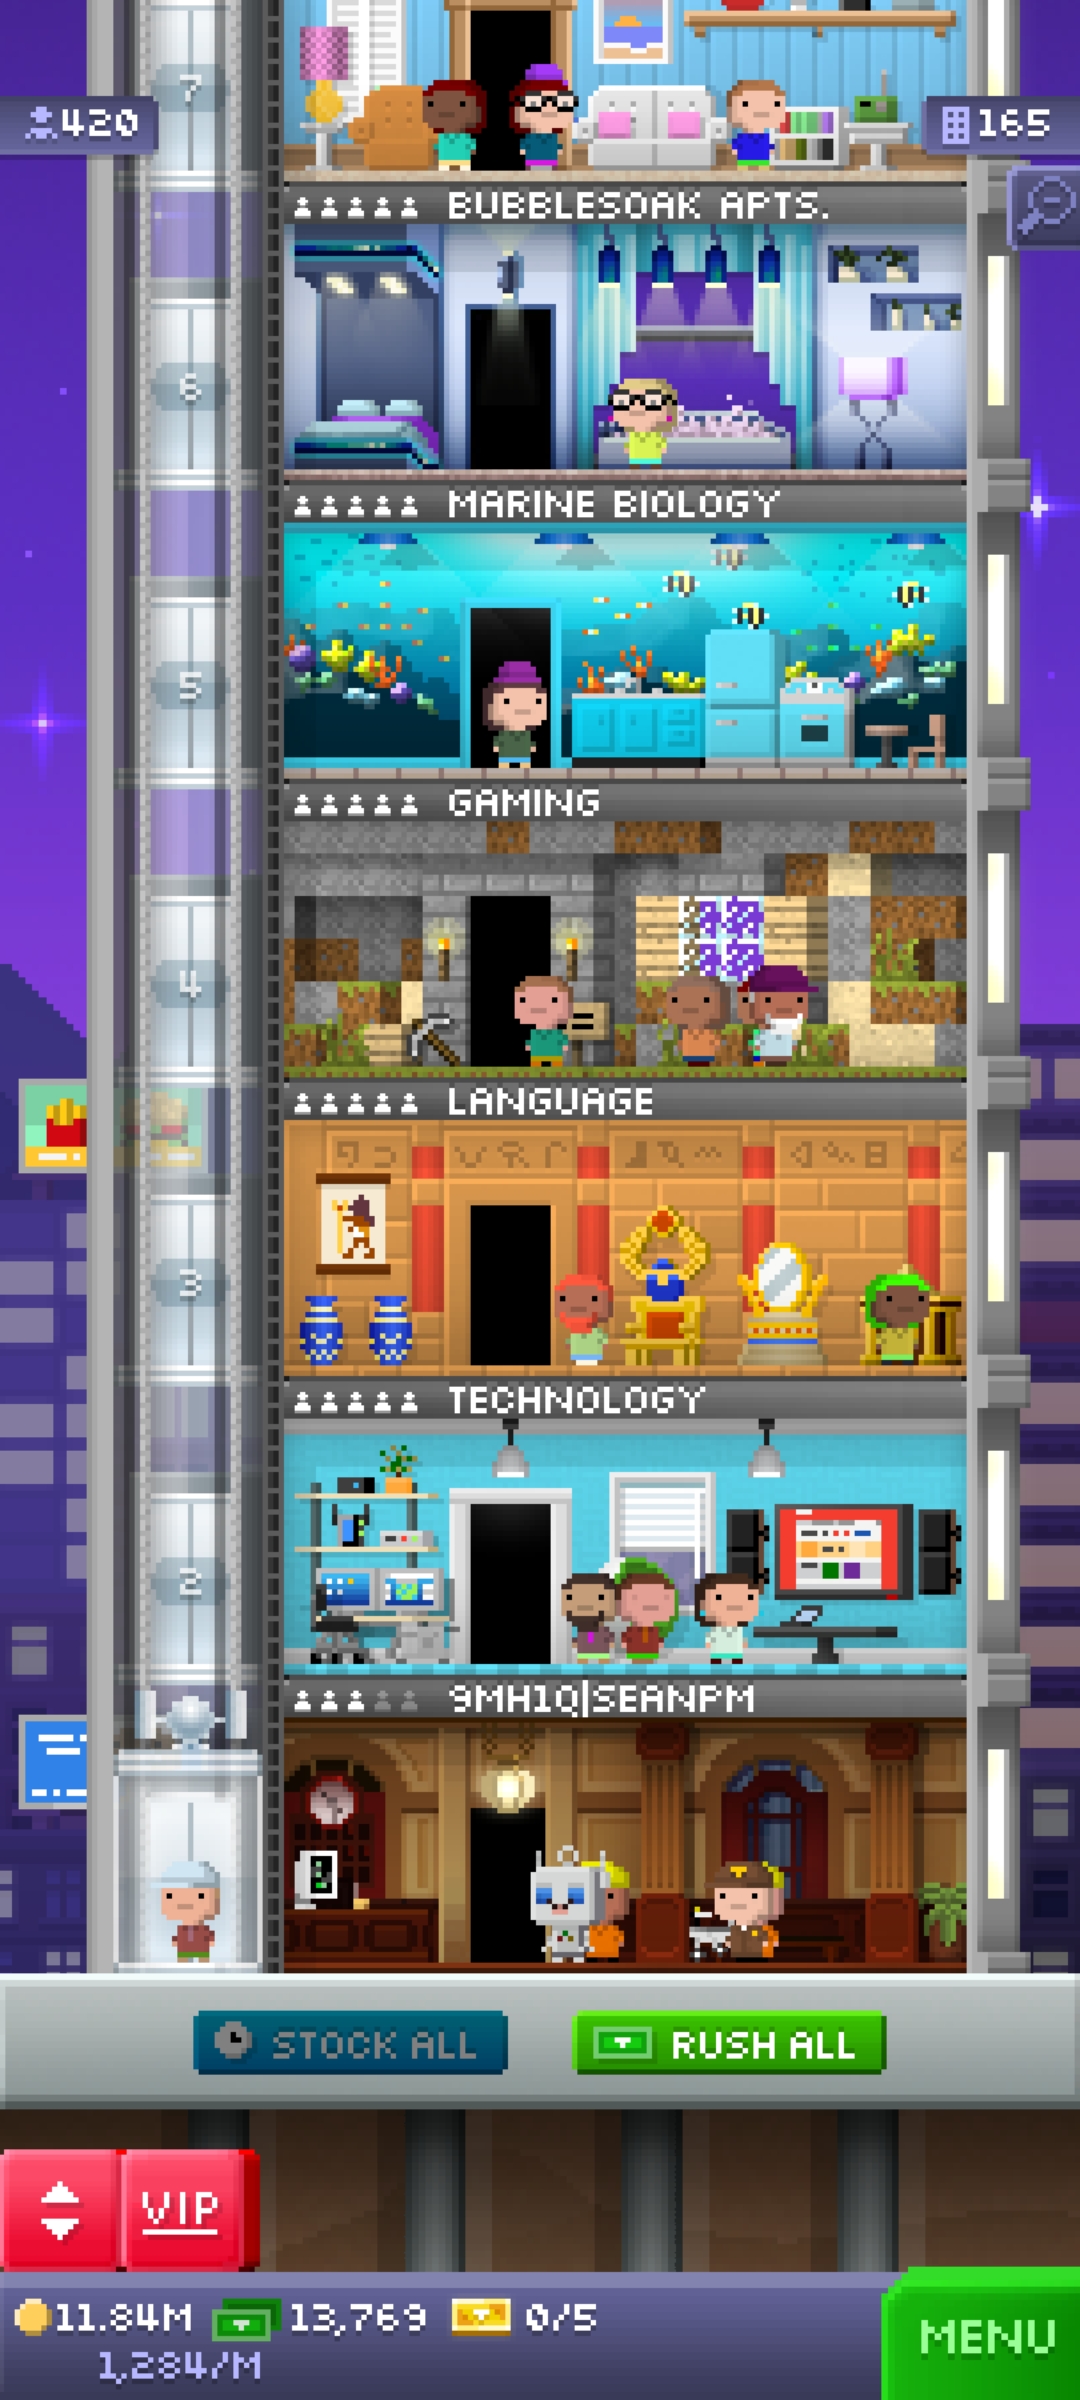 7
420
165
BUBBLESOAK APTS.
6
MARINE BIOLOGY
5
GAMING
4
LANGUAGE
3
TECHNOLOGY
2
9MH1Q|SEANPM
STOCK ALL
RUSH ALL
VIP
11.84M
13,769
0/5
1,284/M
MENU